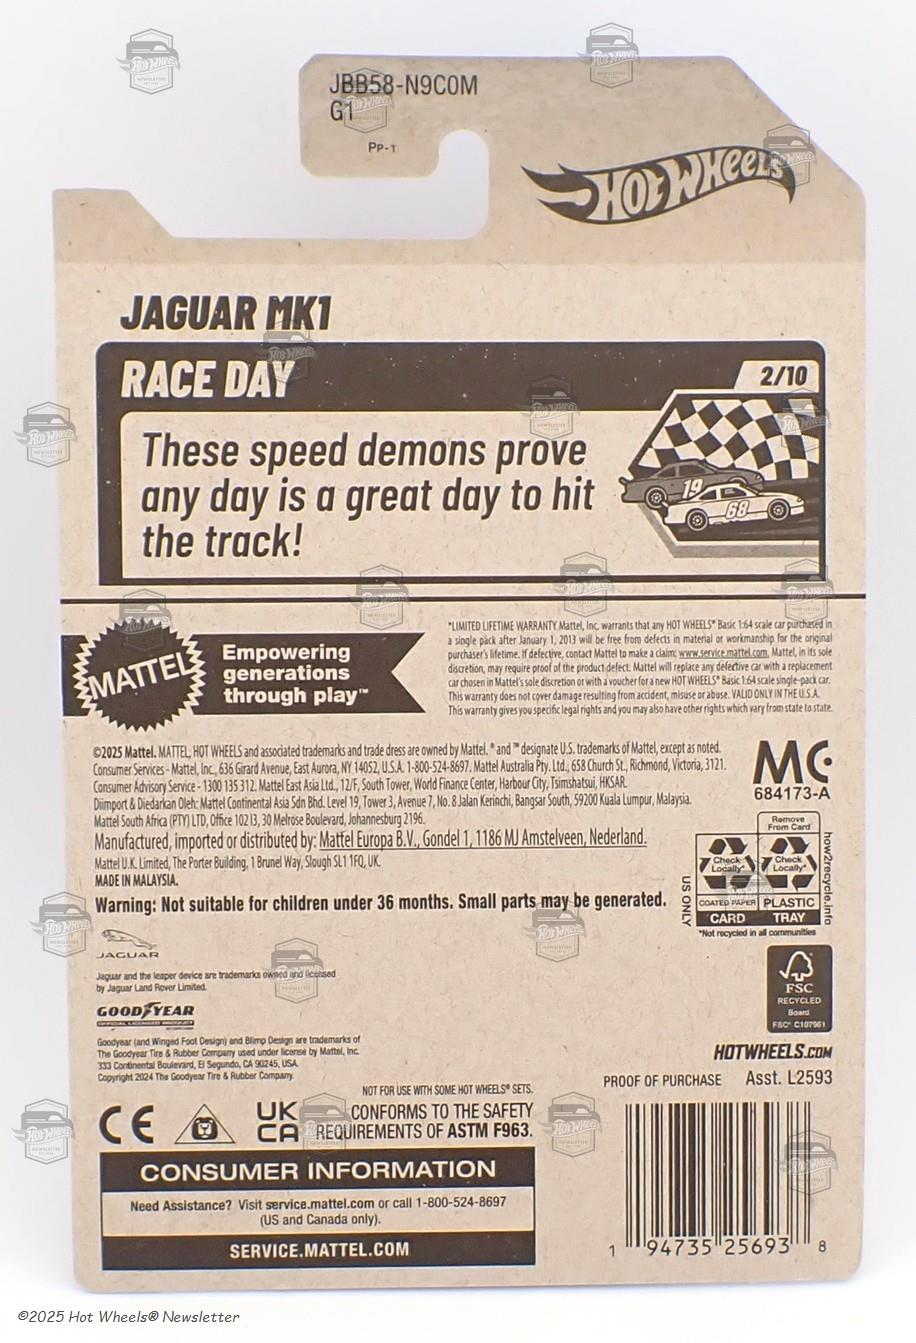 JBB58-N9C0M
G1
PP-T
HOT WHEELS
JAGUAR MK1
RACE DAY
2/10
These speed demons prove
any day is a great day to hit
the track!
19
68
MATTEL
Empowering
generations
through play™
*LIMITED LIFETIME WARRANTY. Mattel, Inc. warrants that any HOT WHEELS® Basic 1:64 scale car purchased in
a single pack after January 1, 2013 will be free from defects in material or workmanship for the original
purchaser's lifetime. If defective, contact Mattel to make a claim: www.service.mattel.com. Mattel, in its sole
discretion, may require proof of the product defect. Mattel will replace any defective car with a replacement
car chosen in Mattel's sole discretion or with a voucher for a new HOT WHEELS® Basic 1:64 scale single-pack car.
This warranty does not cover damage resulting from accident, misuse or abuse. VALID ONLY IN THE U.S.A.
This warranty gives you specific legal rights and you may also have other rights which vary from state to state.
©2025 Mattel. MATTEL, HOT WHEELS and associated trademarks and trade dress are owned by Mattel. ® and ™ designate U.S. trademarks of Mattel, except as noted.
Consumer Services - Mattel, Inc., 636 Girard Avenue, East Aurora, NY 14052, U.S.A. 1-800-524-8697. Mattel Australia Pty. Ltd., 658 Church St., Richmond, Victoria, 3121.
Consumer Advisory Service - 1300 135 312. Mattel East Asia Ltd., 12/F, South Tower, World Finance Center, Harbour City, Tsimshatsui, HKSAR.
Diimport & Diedarkan Oleh: Mattel Continental Asia Sdn Bhd. Level 19, Tower 3, Avenue 7, No. 8 Jalan Kerinchi, Bangsar South, 59200 Kuala Lumpur, Malaysia.
Mattel South Africa (PTY) LTD, Office 102 I3, 30 Melrose Boulevard, Johannesburg 2196.
Manufactured, imported or distributed by: Mattel Europa B.V., Gondel 1, 1186 MJ Amstelveen, Nederland.
Mattel U.K. Limited, The Porter Building, 1 Brunel Way, Slough SL1 1FQ, UK.
MADE IN MALAYSIA.
Warning: Not suitable for children under 36 months. Small parts may be generated.
MC
684173-A
Remove
From Card
Check
Locally*
Check
Locally*
COATED PAPER
PLASTIC
CARD
TRAY
US ONLY
how2recycle.info
*Not recycled in all communities
JAGUAR
Jaguar and the leaper device are trademarks owned and licensed
by Jaguar Land Rover Limited.
GOODYEAR
OFFICIAL LICENSED PRODUCT
Goodyear (and Winged Foot Design) and Blimp Design are trademarks of
The Goodyear Tire & Rubber Company used under license by Mattel, Inc.
333 Continental Boulevard, El Segundo, CA 90245, USA.
Copyright 2024 The Goodyear Tire & Rubber Company.
FSC
RECYCLED
Board
FSC® C107961
HOTWHEELS.COM
PROOF OF PURCHASE Asst. L2593
NOT FOR USE WITH SOME HOT WHEELS® SETS.
CE
UK
CA
CONFORMS TO THE SAFETY
REQUIREMENTS OF ASTM F963.
CONSUMER INFORMATION
Need Assistance? Visit service.mattel.com or call 1-800-524-8697
(US and Canada only).
SERVICE.MATTEL.COM
1 94735 25693 8
©2025 Hot Wheels® Newsletter